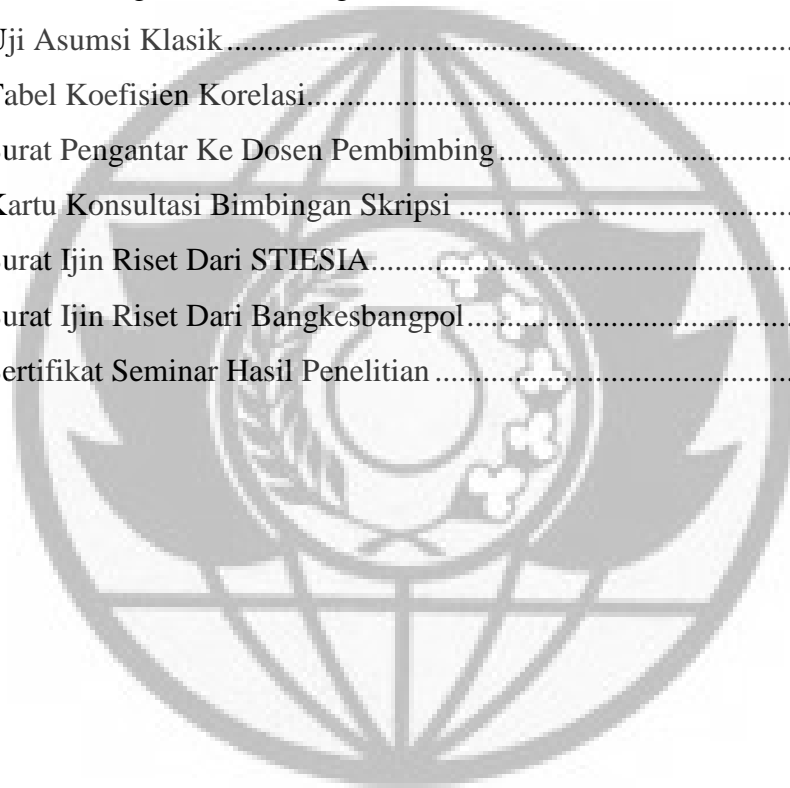 Uji Asumsi Klasik........................................................................
Tabel Koefisien Korelasi..............................................................
Surat Pengantar Ke Dosen Pembimbing......................................
Kartu Konsultasi Bimbingan Skripsi ..........................................
Surat Ijin Riset Dari STIESIA.....................................................
Surat Ijin Riset Dari Bangkesbangpol.........................................
Sertifikat Seminar Hasil Penelitian .............................................